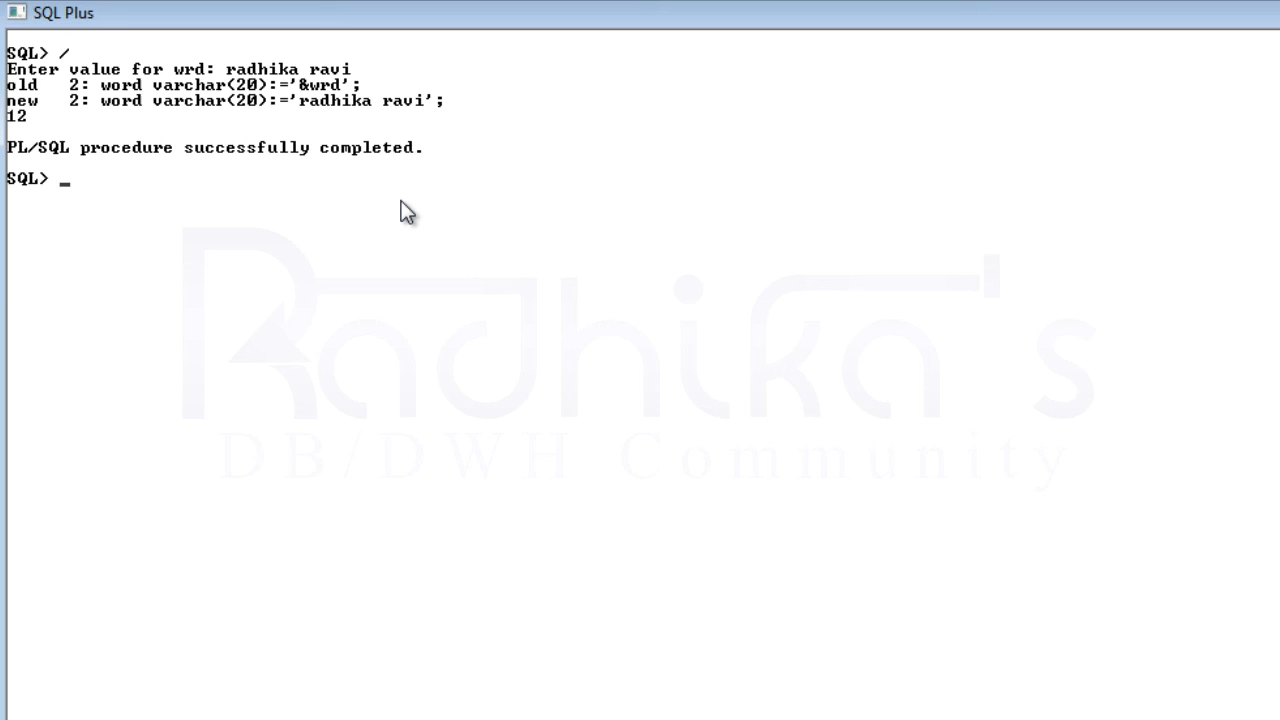 SQL Plus
SQL> /
Enter value for wrd: radhika ravi
old   2: word varchar(20):='&wrd';
new   2: word varchar(20):='radhika ravi';
12
PL/SQL procedure successfully completed.
SQL> _
Radhika's
DB/DWH Community